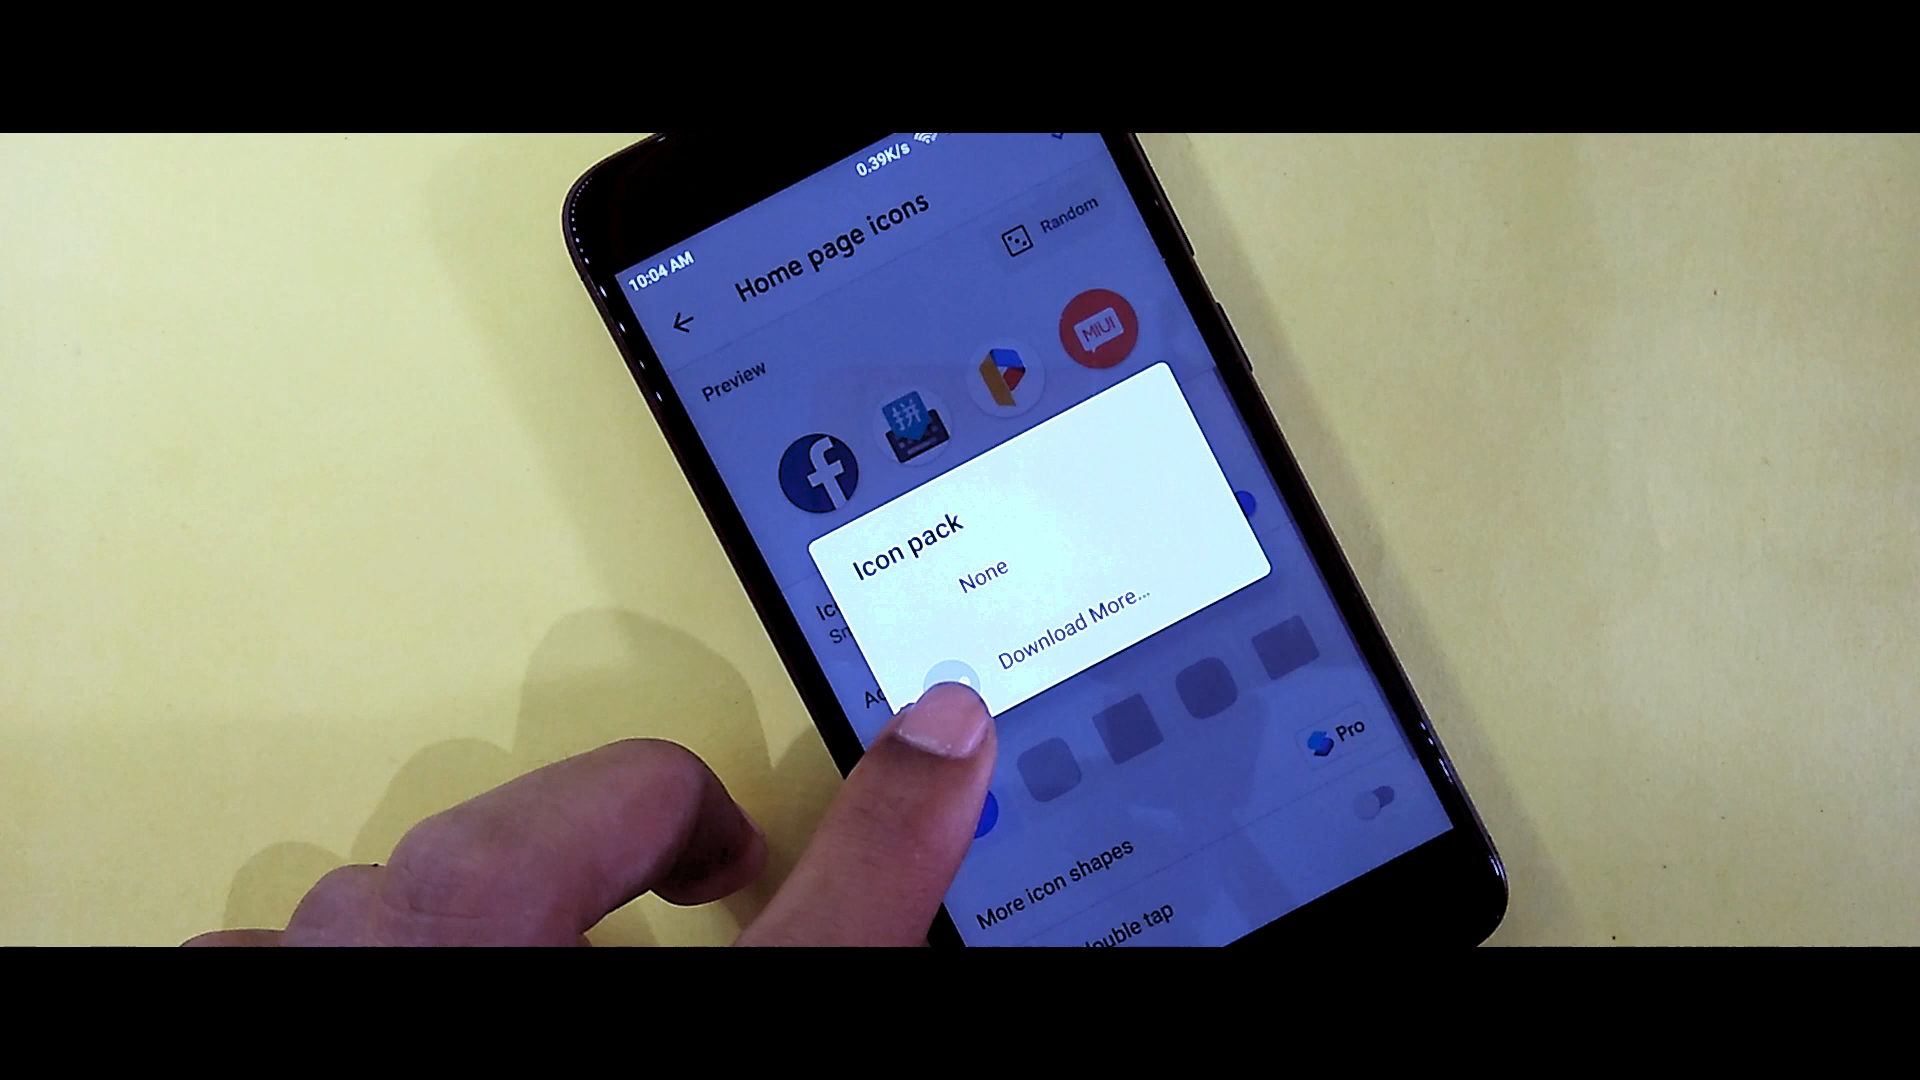 10:04 AM
0.39K/s
Home page icons
Random
Preview
f
拼
MIUI
Icon pack
None
Download More...
Pro
More icon shapes
double tap